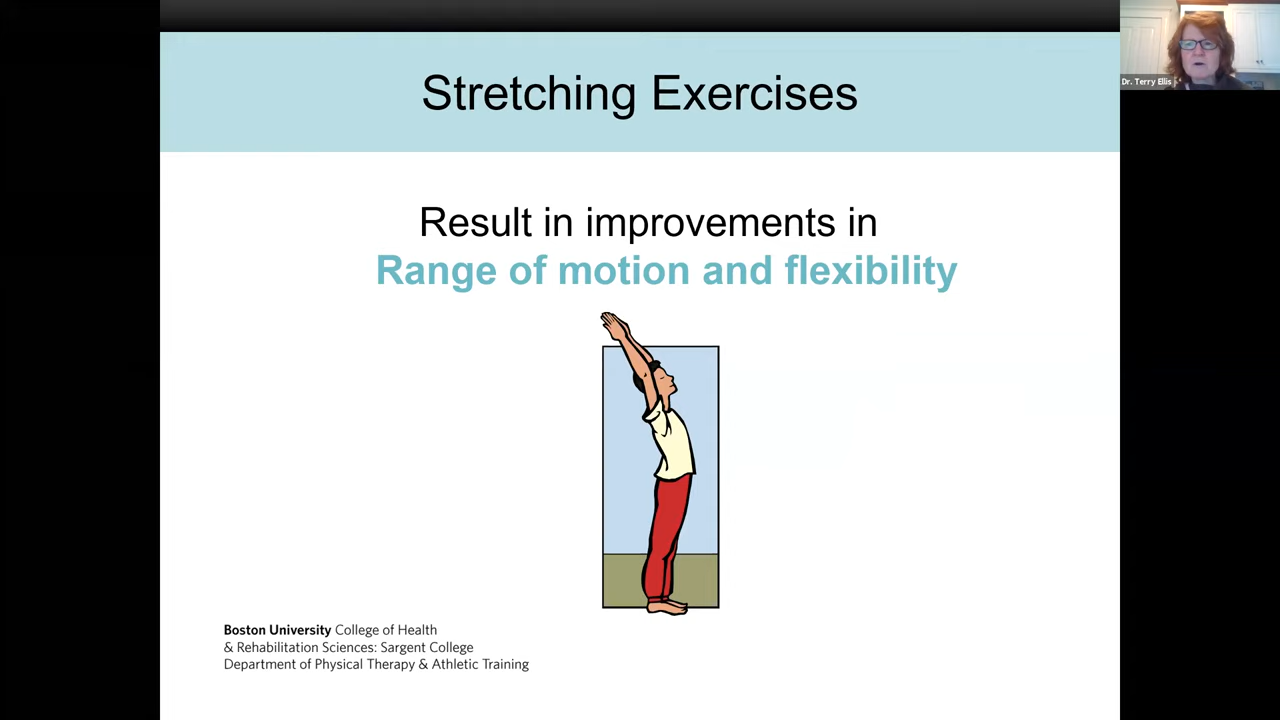 Stretching Exercises
Dr. Terry Ellis
Result in improvements in
Range of motion and flexibility
Boston University College of Health
& Rehabilitation Sciences: Sargent College
Department of Physical Therapy & Athletic Training